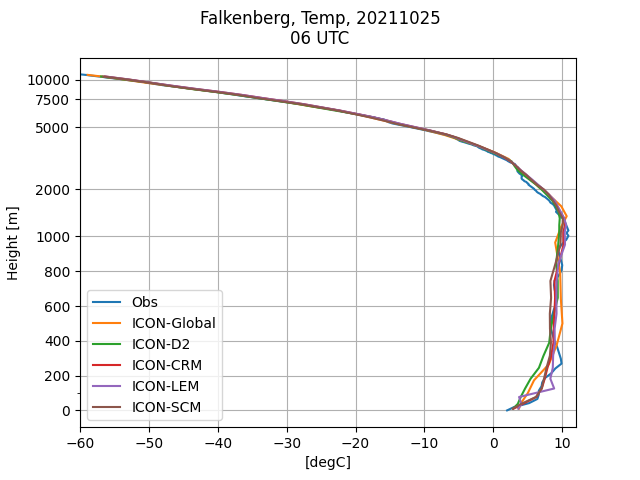 Falkenberg, Temp, 20211025
06 UTC
Height [m]
10000
7500
5000
2000
1000
800
600
400
200
0
Obs
ICON-Global
ICON-D2
ICON-CRM
ICON-LEM
ICON-SCM
−60 −50 −40 −30 −20 −10 0 10
[degC]